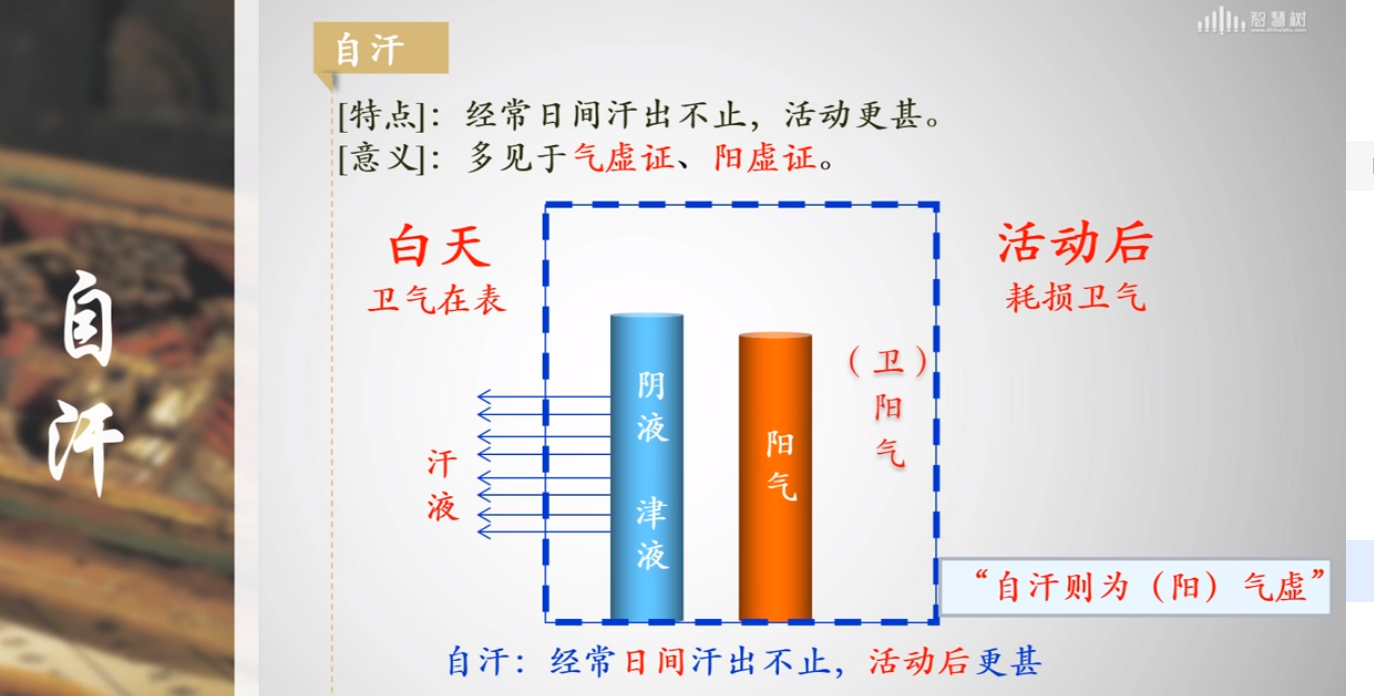 智慧树
www.zhihuishu.com
自汗
[特点]：经常日间汗出不止，活动更甚。
[意义]：多见于气虚证、阳虚证。
自汗
白天
卫气在表
活动后
耗损卫气
汗液
阴液 津液
阳气
（卫）阳气
“自汗则为（阳）气虚”
自汗：经常日间汗出不止，活动后更甚